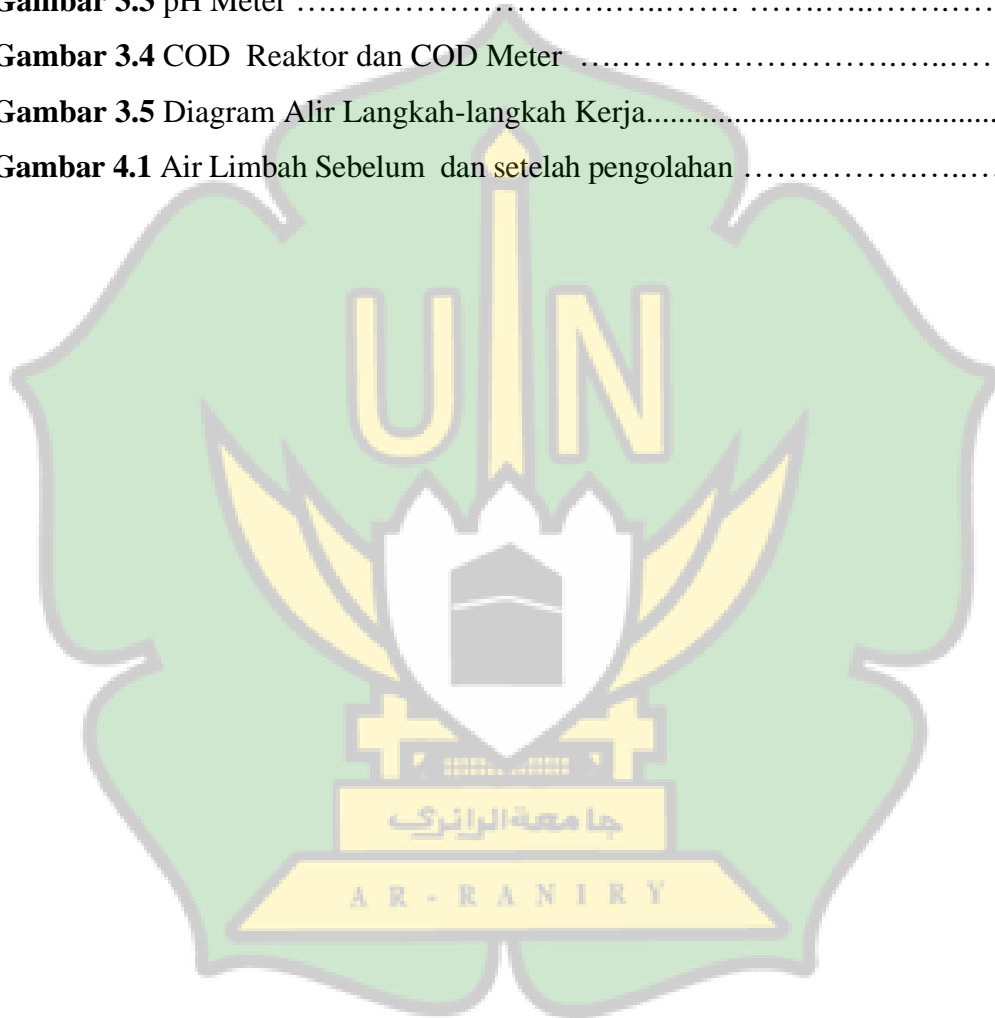 Gambar 3.3 pH Meter ….…………………….…..……. …….…..…….……
Gambar 3.4 COD Reaktor dan COD Meter ….……………………….…..……
Gambar 3.5 Diagram Alir Langkah-langkah Kerja.....................................
Gambar 4.1 Air Limbah Sebelum dan setelah pengolahan …………….…..……
UIN
جامعة الرانري
AR-RANIRY